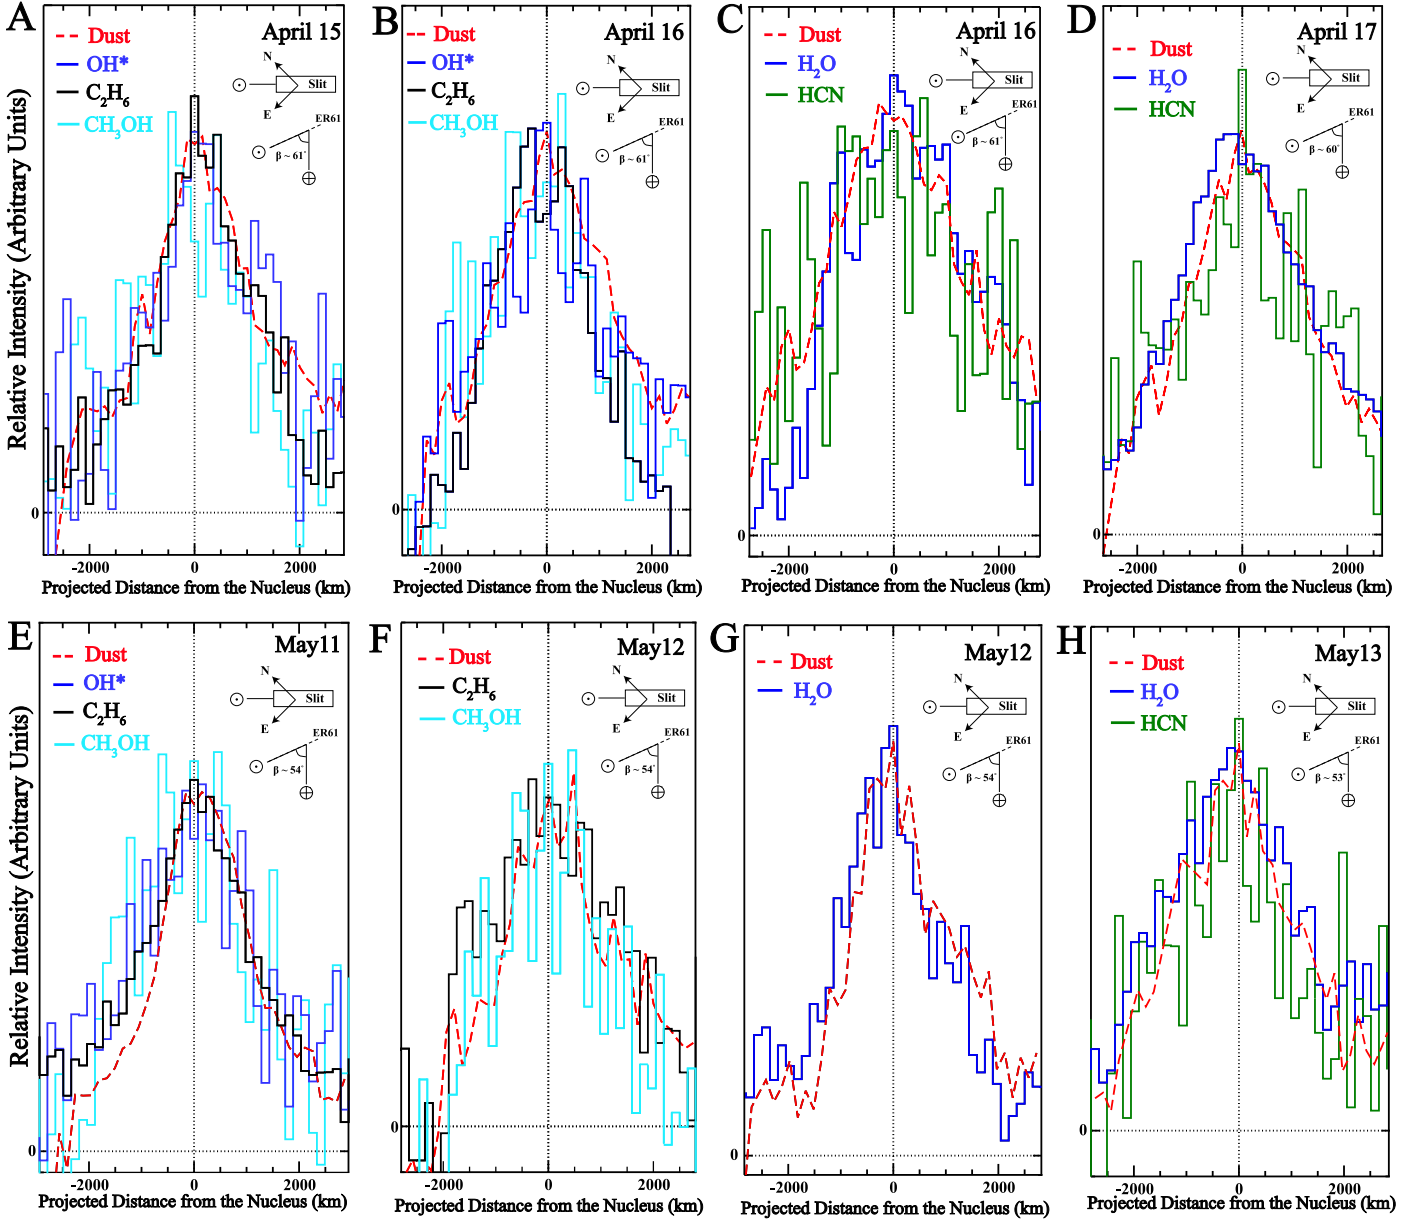 A
April 15
Dust
OH*
C2H6
CH3OH
N
Slit
E
ER61
β ~ 61°
Relative Intensity (Arbitrary Units)
0
-2000 0 2000
Projected Distance from the Nucleus (km)
B
April 16
Dust
OH*
C2H6
CH3OH
N
Slit
E
ER61
β ~ 61°
0
-2000 0 2000
Projected Distance from the Nucleus (km)
C
April 16
Dust
H2O
HCN
N
Slit
E
ER61
β ~ 61°
0
-2000 0 2000
Projected Distance from the Nucleus (km)
D
April 17
Dust
H2O
HCN
N
Slit
E
ER61
β ~ 60°
0
-2000 0 2000
Projected Distance from the Nucleus (km)
E
May11
Dust
OH*
C2H6
CH3OH
N
Slit
E
ER61
β ~ 54°
Relative Intensity (Arbitrary Units)
0
-2000 0 2000
Projected Distance from the Nucleus (km)
F
May12
Dust
C2H6
CH3OH
N
Slit
E
ER61
β ~ 54°
0
-2000 0 2000
Projected Distance from the Nucleus (km)
G
May12
Dust
H2O
N
Slit
E
ER61
β ~ 54°
0
-2000 0 2000
Projected Distance from the Nucleus (km)
H
May13
Dust
H2O
HCN
N
Slit
E
ER61
β ~ 53°
0
-2000 0 2000
Projected Distance from the Nucleus (km)